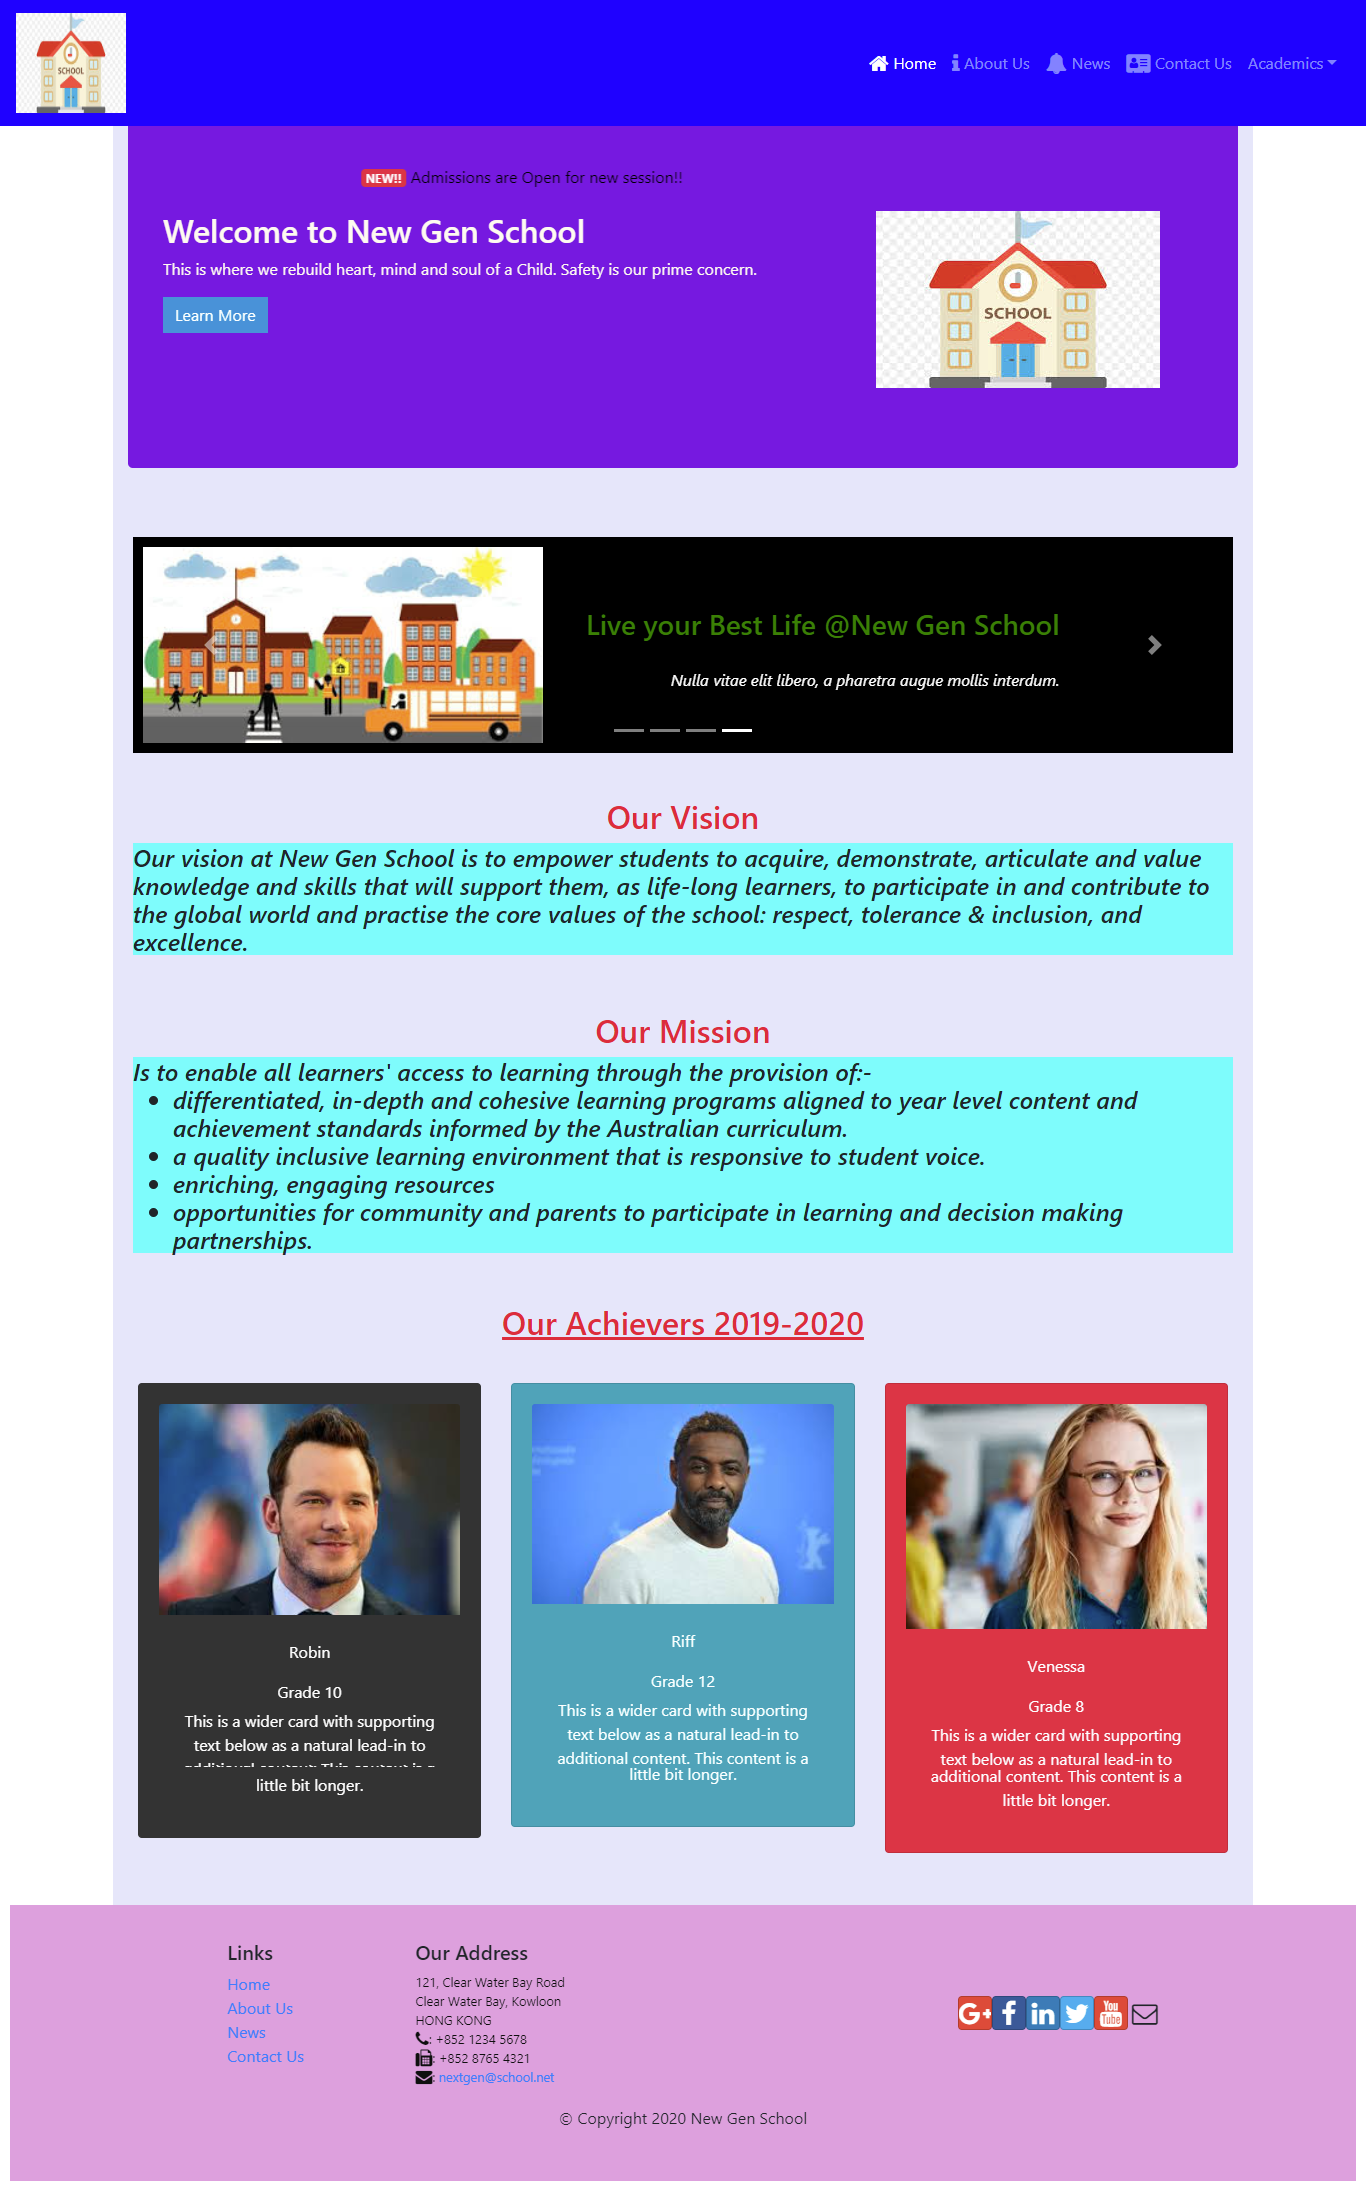 SCHOOL
Home About Us News Contact Us Academics
NEW!! Admissions are Open for new session!!
Welcome to New Gen School
This is where we rebuild heart, mind and soul of a Child. Safety is our prime concern.
Learn More
SCHOOL
Live your Best Life @New Gen School
Nulla vitae elit libero, a pharetra augue mollis interdum.
Our Vision
Our vision at New Gen School is to empower students to acquire, demonstrate, articulate and value
knowledge and skills that will support them, as life-long learners, to participate in and contribute to
the global world and practise the core values of the school: respect, tolerance & inclusion, and
excellence.
Our Mission
Is to enable all learners' access to learning through the provision of:-
• differentiated, in-depth and cohesive learning programs aligned to year level content and
achievement standards informed by the Australian curriculum.
• a quality inclusive learning environment that is responsive to student voice.
• enriching, engaging resources
• opportunities for community and parents to participate in learning and decision making
partnerships.
Our Achievers 2019-2020
Robin
Grade 10
This is a wider card with supporting
text below as a natural lead-in to
additional content. This content is a
little bit longer.
Riff
Grade 12
This is a wider card with supporting
text below as a natural lead-in to
additional content. This content is a
little bit longer.
Venessa
Grade 8
This is a wider card with supporting
text below as a natural lead-in to
additional content. This content is a
little bit longer.
Links
Home
About Us
News
Contact Us
Our Address
121, Clear Water Bay Road
Clear Water Bay, Kowloon
HONG KONG
: +852 1234 5678
: +852 8765 4321
: nextgen@school.net
G+ f in You Tube
© Copyright 2020 New Gen School